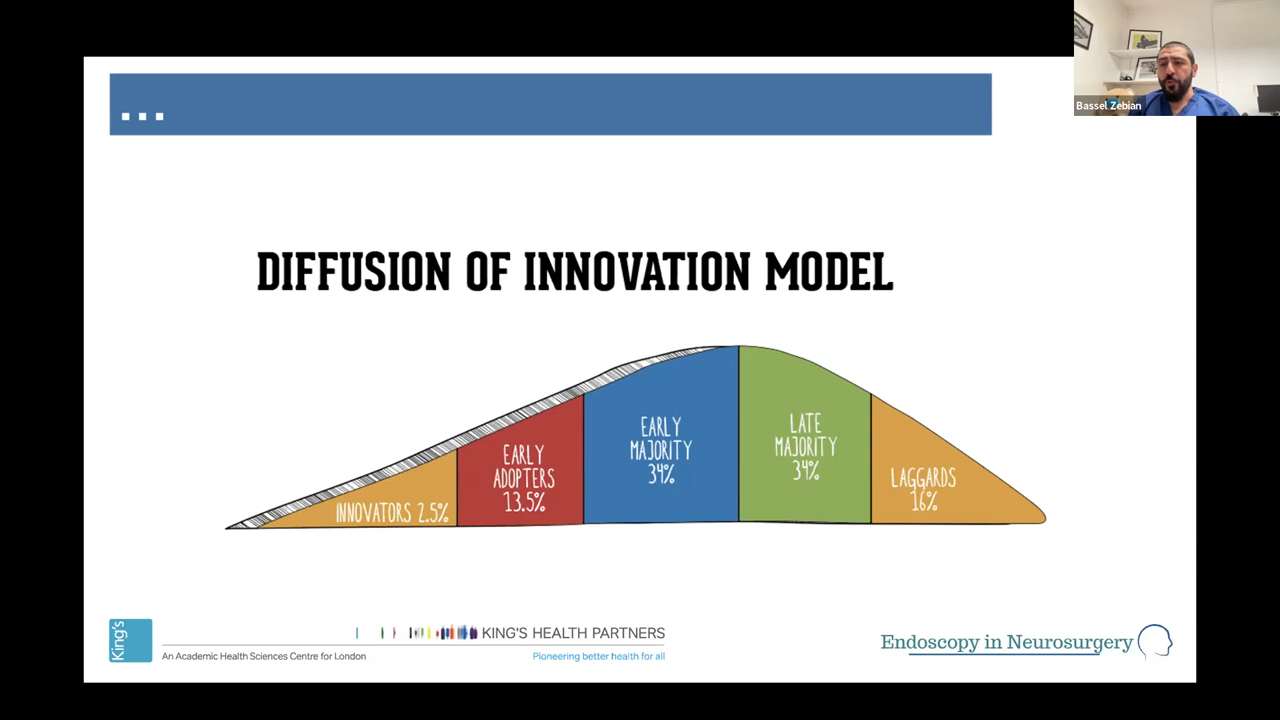 Bassel Zebian
...
DIFFUSION OF INNOVATION MODEL
INNOVATORS 2.5%
EARLY
ADOPTERS
13.5%
EARLY
MAJORITY
34%
LATE
MAJORITY
34%
LAGGARDS
16%
King's
KING'S HEALTH PARTNERS
An Academic Health Sciences Centre for London
Pioneering better health for all
Endoscopy in Neurosurgery